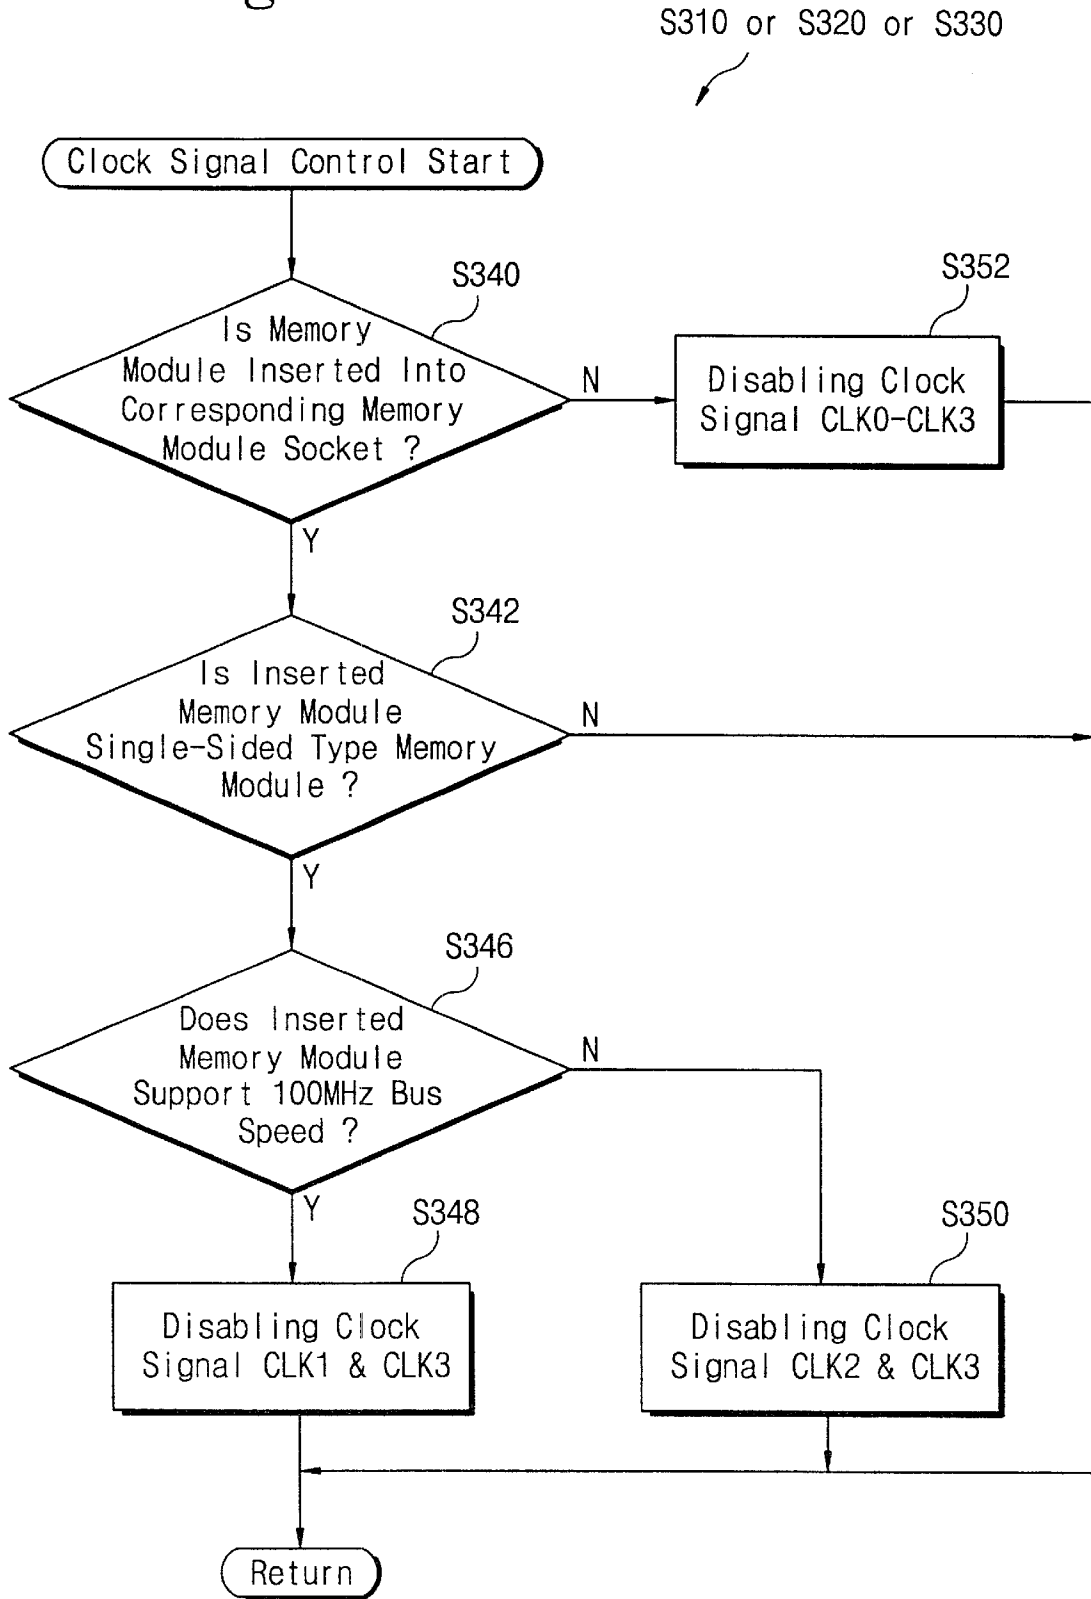 S310 or S320 or S330
Clock Signal Control Start
S340
Is Memory
Module Inserted Into
Corresponding Memory
Module Socket ?
N
Y
S352
Disabling Clock
Signal CLK0-CLK3
S342
Is Inserted
Memory Module
Single-Sided Type Memory
Module ?
N
Y
S346
Does Inserted
Memory Module
Support 100MHz Bus
Speed ?
N
Y
S348
Disabling Clock
Signal CLK1 & CLK3
S350
Disabling Clock
Signal CLK2 & CLK3
Return